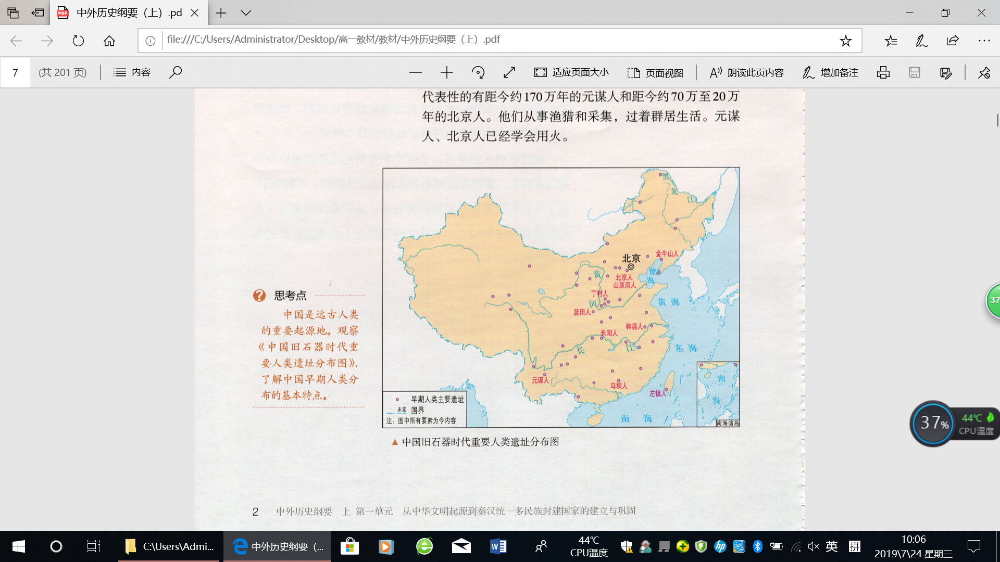 中外历史纲要（上）.pd
file:///C:/Users/Administrator/Desktop/高一教材/教材/中外历史纲要（上）.pdf
7
(共 201 页)
内容
适应页面大小
页面视图
朗读此页内容
增加备注
代表性的有距今约170万年的元谋人和距今约70万至20万
年的北京人。他们从事渔猎和采集，过着群居生活。元谋
人、北京人已经学会用火。
思考点
中国是远古人类
的重要起源地。观察
《中国旧石器时代重
要人类遗址分布图》，
了解中国早期人类分
布的基本特点。
黑
龙
江
金牛山人
北京
渤
海
北京人
山顶洞人
黄
河
丁村人
黄 海
蓝田人
和县人
长阳人
长
江
东 海
元谋人
马坝人
左镇人
南
海
南 海
南海诸岛
早期人类主要遗址
未定 国界
注：图中所有要素为今内容
▲ 中国旧石器时代重要人类遗址分布图
2 中外历史纲要 上 第一单元 从中华文明起源到秦汉统一多民族封建国家的建立与巩固
37
37%
44℃
CPU温度
C:\Users\Admi...
中外历史纲要（...
44℃
CPU温度
英
拼
10:06
2019\7\24 星期三